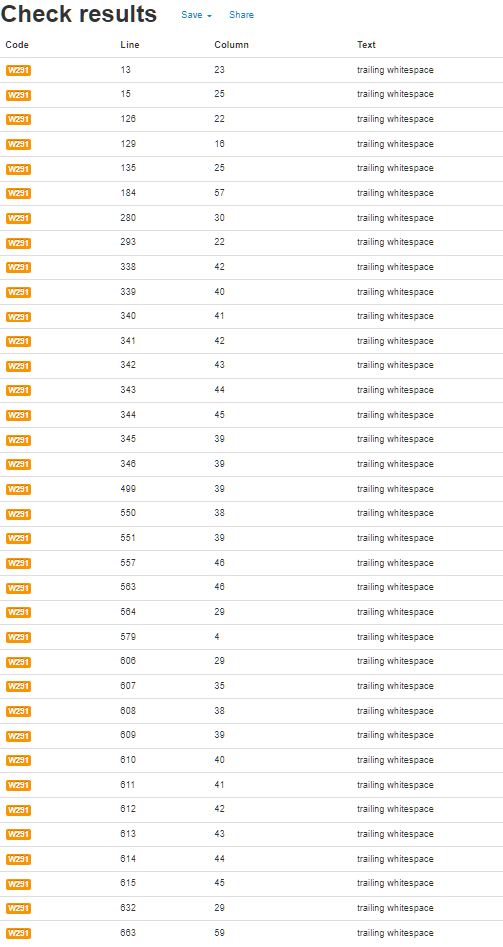 Check results Save Share
Code Line Column Text
W291 13 23 trailing whitespace
W291 15 25 trailing whitespace
W291 126 22 trailing whitespace
W291 129 16 trailing whitespace
W291 135 25 trailing whitespace
W291 184 57 trailing whitespace
W291 280 30 trailing whitespace
W291 293 22 trailing whitespace
W291 338 42 trailing whitespace
W291 339 40 trailing whitespace
W291 340 41 trailing whitespace
W291 341 42 trailing whitespace
W291 342 43 trailing whitespace
W291 343 44 trailing whitespace
W291 344 45 trailing whitespace
W291 345 39 trailing whitespace
W291 346 39 trailing whitespace
W291 499 39 trailing whitespace
W291 550 38 trailing whitespace
W291 551 39 trailing whitespace
W291 557 46 trailing whitespace
W291 563 46 trailing whitespace
W291 564 29 trailing whitespace
W291 579 4 trailing whitespace
W291 606 29 trailing whitespace
W291 607 35 trailing whitespace
W291 608 38 trailing whitespace
W291 609 39 trailing whitespace
W291 610 40 trailing whitespace
W291 611 41 trailing whitespace
W291 612 42 trailing whitespace
W291 613 43 trailing whitespace
W291 614 44 trailing whitespace
W291 615 45 trailing whitespace
W291 632 29 trailing whitespace
W291 663 59 trailing whitespace